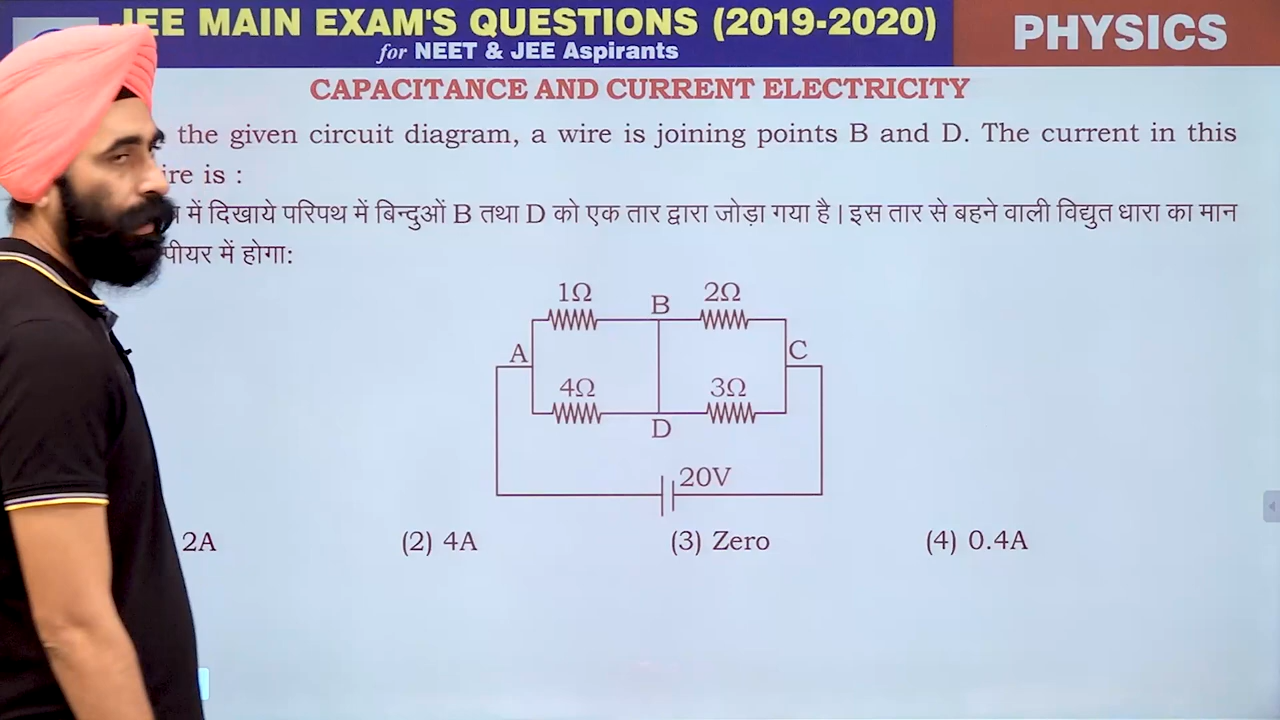 JEE MAIN EXAM'S QUESTIONS (2019-2020)
for NEET & JEE Aspirants
PHYSICS
CAPACITANCE AND CURRENT ELECTRICITY
the given circuit diagram, a wire is joining points B and D. The current in this
is :
में दिखाये परिपथ में बिन्दुओं B तथा D को एक तार द्वारा जोड़ा गया है। इस तार से बहने वाली विद्युत धारा का मान
में होगा:
1Ω B 2Ω
A C
4Ω 3Ω
D
20V
2A (2) 4A (3) Zero (4) 0.4A